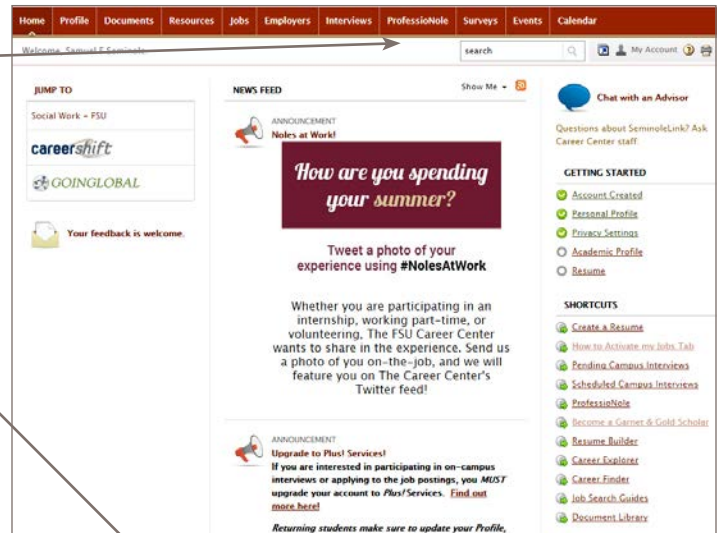 Home Profile Documents Resources Jobs Employers Interviews ProfessioNole Surveys Events Calendar
Welcome, Samuel F Seminole
search
My Account
JUMP TO
Social Work - FSU
careershift
GOINGLOBAL
Your feedback is welcome.
NEWS FEED
Show Me
ANNOUNCEMENT
Noles at Work!
How are you spending
your summer?
Tweet a photo of your
experience using #NolesAtWork
Whether you are participating in an
internship, working part-time, or
volunteering, The FSU Career Center
wants to share in the experience. Send us
a photo of you on-the-job, and we will
feature you on The Career Center's
Twitter feed!
ANNOUNCEMENT
Upgrade to Plus! Services!
If you are interested in participating in on-campus
interviews or applying to the job postings, you MUST
upgrade your account to Plus! Services. Find out
more here!
Returning students make sure to update your Profile,
Chat with an Advisor
Questions about SeminoleLink? Ask
Career Center staff.
GETTING STARTED
Account Created
Personal Profile
Privacy Settings
Academic Profile
Resume
SHORTCUTS
Create a Resume
How to Activate my Jobs Tab
Pending Campus Interviews
Scheduled Campus Interviews
ProfessioNole
Become a Garnet & Gold Scholar
Resume Builder
Career Explorer
Career Finder
Job Search Guides
Document Library